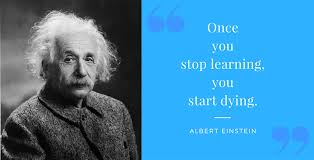 Once
you
stop learning,
you
start dying.
ALBERT EINSTEIN